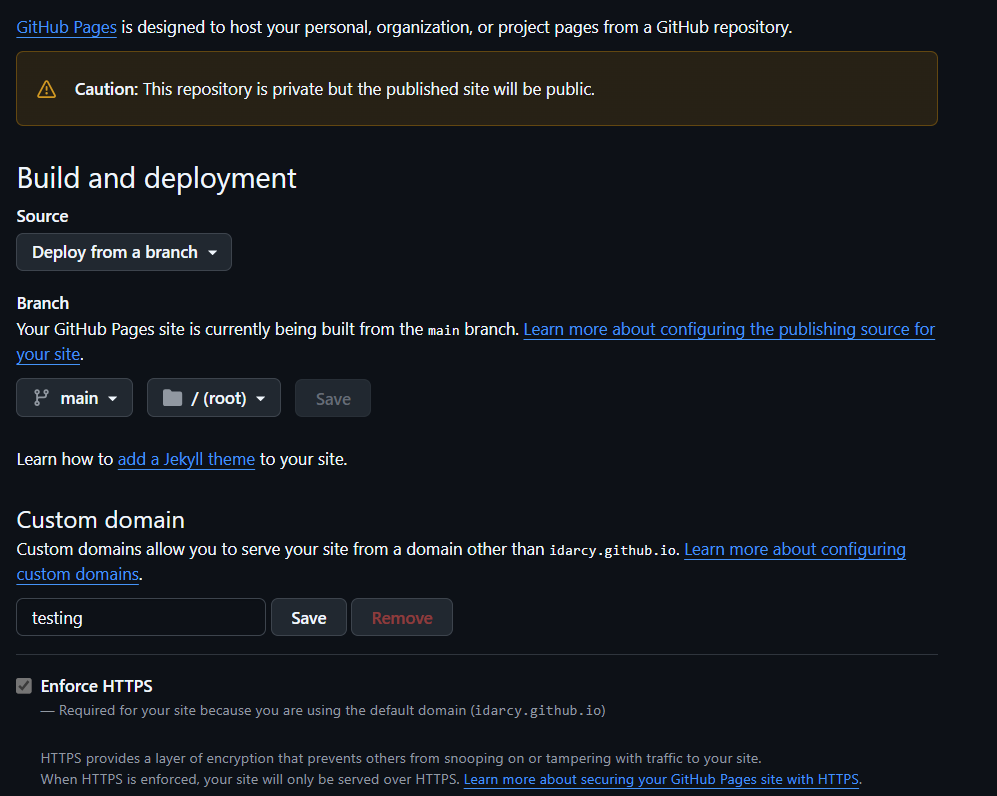 GitHub Pages is designed to host your personal, organization, or project pages from a GitHub repository.
Caution: This repository is private but the published site will be public.
Build and deployment
Source
Deploy from a branch
Branch
Your GitHub Pages site is currently being built from the main branch. Learn more about configuring the publishing source for
your site.
main / (root) Save
Learn how to add a Jekyll theme to your site.
Custom domain
Custom domains allow you to serve your site from a domain other than idarcy.github.io. Learn more about configuring
custom domains.
testing Save Remove
Enforce HTTPS
— Required for your site because you are using the default domain (idarcy.github.io)
HTTPS provides a layer of encryption that prevents others from snooping on or tampering with traffic to your site.
When HTTPS is enforced, your site will only be served over HTTPS. Learn more about securing your GitHub Pages site with HTTPS.